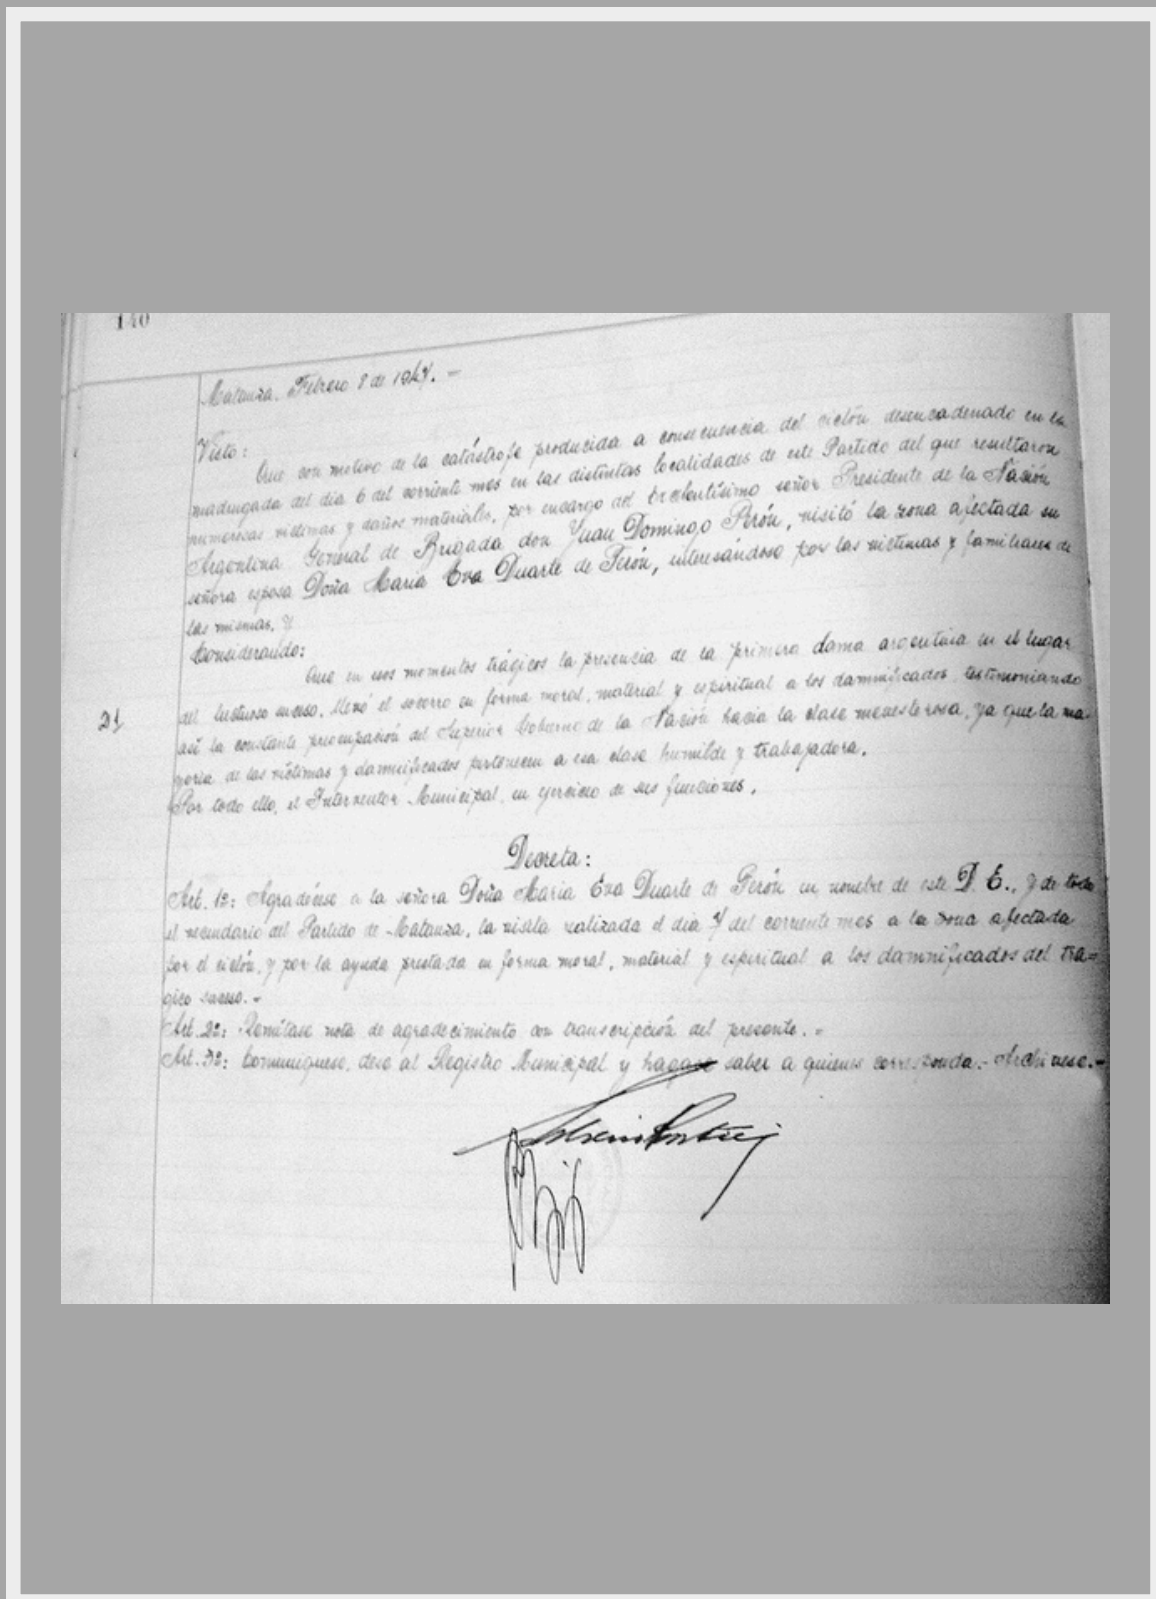 140
Matanza, Febrero 8 de 1947.-
Visto:
Que con motivo de la catástrofe producida a consecuencia del ciclón desencadenado en la
madrugada del día 6 del corriente mes en las distintas localidades de este Partido del que resultaron
numerosas víctimas y daños materiales, por encargo del Excelentísimo señor Presidente de la Nación
Argentina General de Brigada don Juan Domingo Perón, visitó la zona afectada su
señora esposa Doña María Eva Duarte de Perón, interesándose por las víctimas y familiares de
las mismas, y
Considerando:
Que en esos momentos trágicos la presencia de la primera dama argentina en el lugar
del luctuoso suceso, llevó el socorro en forma moral, material y espiritual a los damnificados, testimoniando
21
así la constante preocupación del Superior Gobierno de la Nación hacia la clase menesterosa, ya que la ma-
yoria de las víctimas y damnificados pertenecen a esa clase humilde y trabajadora.
Por todo ello, el Interventor Municipal, en ejercicio de sus funciones,
Decreta:
Art. 1º: Agradécese a la señora Doña María Eva Duarte de Perón en nombre de este D. E., y de todo
el vecindario del Partido de Matanza, la visita realizada el día 7 del corriente mes a la zona afectada
por el ciclón, y por la ayuda prestada en forma moral, material y espiritual a los damnificados del trá=
gico suceso.-
Art. 2º: Remítase nota de agradecimiento con transcripción del presente.=
Art. 3º: Comuníquese, dese al Registro Municipal y hagase saber a quienes corresponda.- Archívese.-